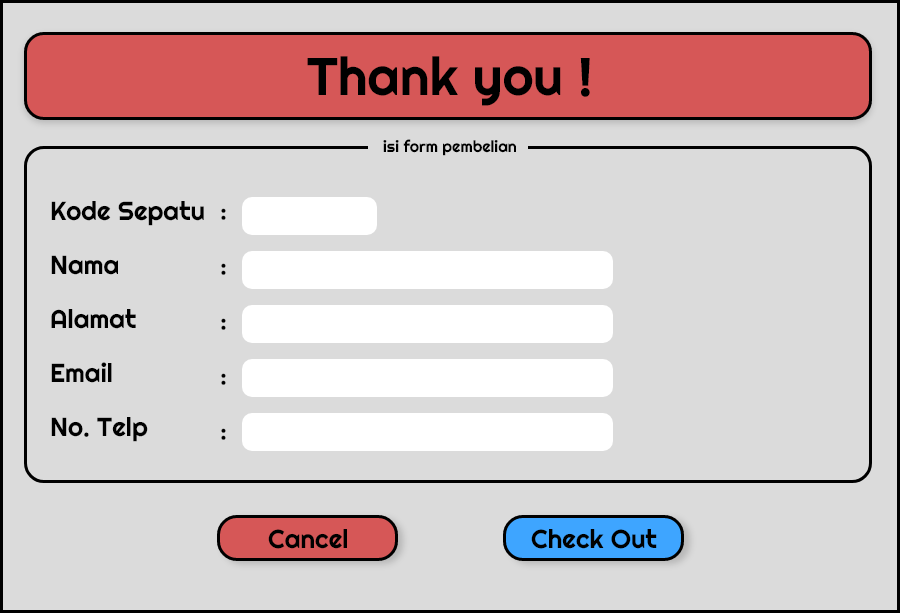 Thank you !
isi form pembelian
Kode Sepatu :
Nama :
Alamat :
Email :
No. Telp :
Cancel
Check Out